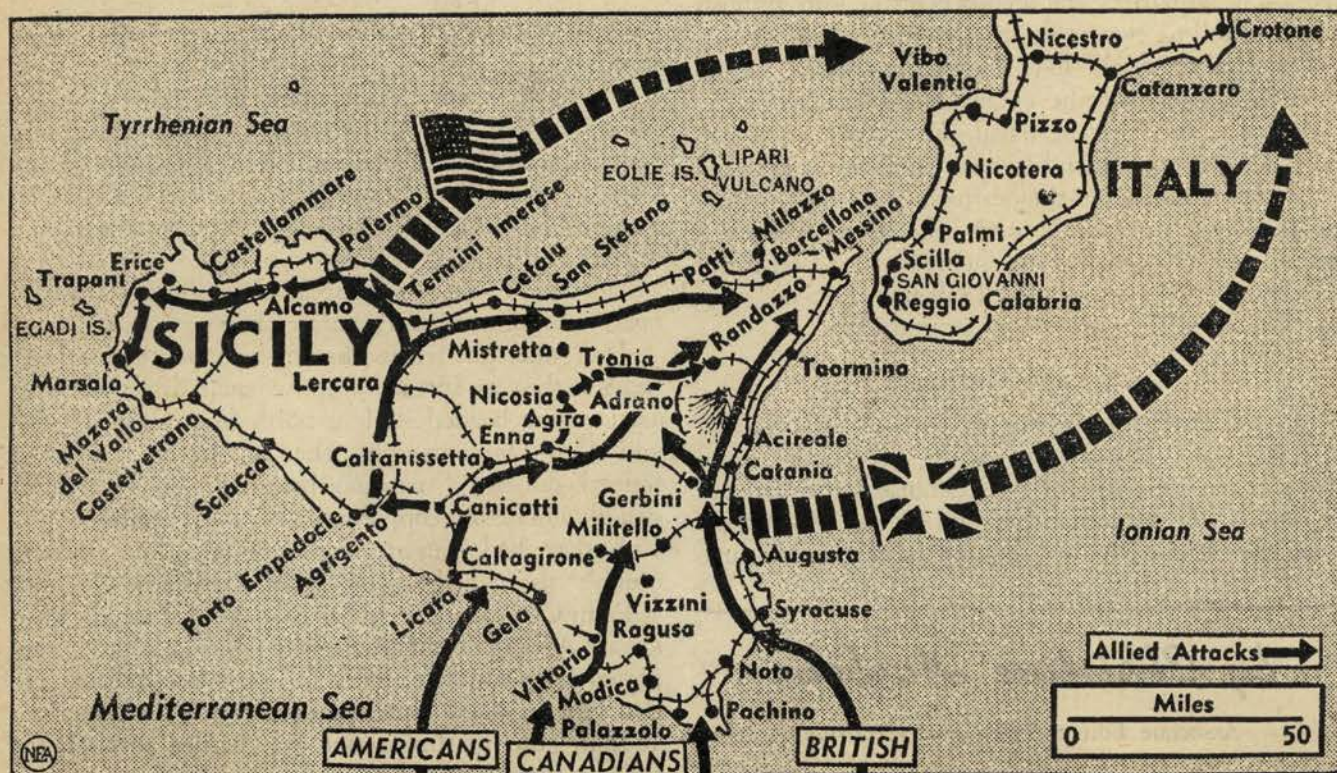 Tyrrhenian Sea
Nicestro
Crotone
Vibo
Valentia
Catanzaro
Pizzo
EOLIE IS.
LIPARI
VULCANO
Nicotera
ITALY
Palmi
Scilla
SAN GIOVANNI
Reggio Calabria
Trapani
Erice
Castellammare
Palermo
Termini Imerese
Cefalu
San Stefano
Patti
Milazzo
Barcellona
Messina
EGADI IS.
Alcamo
SICILY
Mistretta
Tronia
Randazzo
Taormina
Marsala
Lercara
Nicosia
Adrano
Agira
Mazara
del Vallo
Castelvetrano
Sciacca
Enna
Acireale
Caltanissetta
Catania
Gerbini
Porto Empedocle
Agrigento
Canicatti
Militello
Ionian Sea
Caltagirone
Augusta
Licata
Gela
Vizzini
Syracuse
Ragusa
Vittoria
Noto
Modica
Palazzolo
Pachino
Mediterranean Sea
Allied Attacks
Miles
0 50
NEA
AMERICANS
CANADIANS
BRITISH